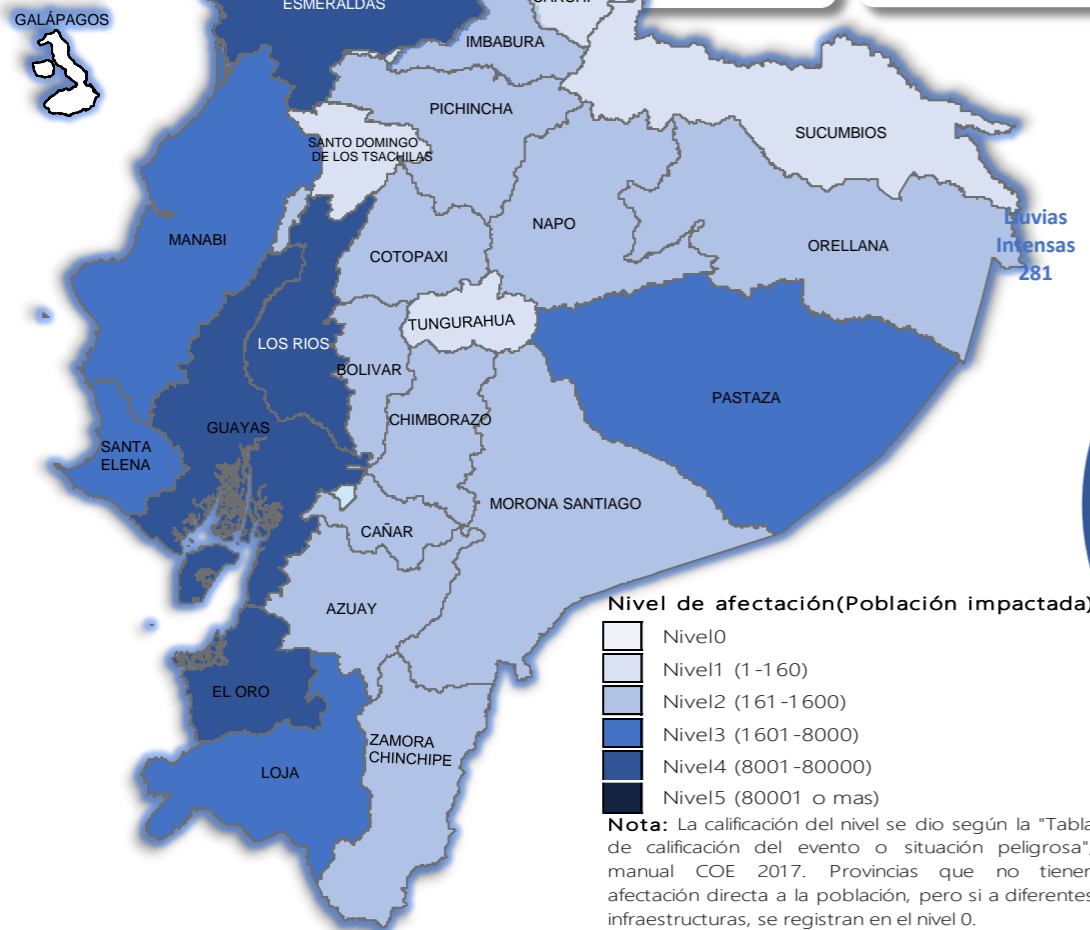 ESMERALDAS
GALÁPAGOS
CARCHI
IMBABURA
PICHINCHA
SUCUMBIOS
SANTO DOMINGO
DE LOS TSACHILAS
Lluvias
Intensas
281
MANABI
NAPO
ORELLANA
COTOPAXI
TUNGURAHUA
LOS RIOS
BOLIVAR
PASTAZA
CHIMBORAZO
GUAYAS
SANTA
ELENA
MORONA SANTIAGO
CAÑAR
AZUAY
EL ORO
ZAMORA
CHINCHIPE
LOJA
Nivel de afectación(Población impactada)
Nivel0
Nivel1 (1-160)
Nivel2 (161-1600)
Nivel3 (1601-8000)
Nivel4 (8001-80000)
Nivel5 (80001 o mas)
Nota: La calificación del nivel se dio según la "Tabla
de calificación del evento o situación peligrosa",
manual COE 2017. Provincias que no tienen
afectación directa a la población, pero si a diferentes
infraestructuras, se registran en el nivel 0.